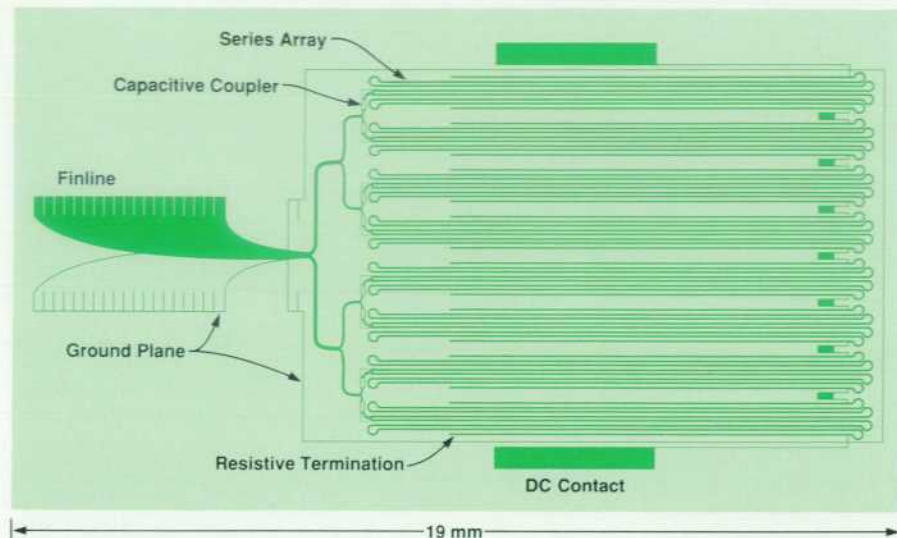 Series Array
Capacitive Coupler
Finline
Ground Plane
Resistive Termination
DC Contact
19 mm